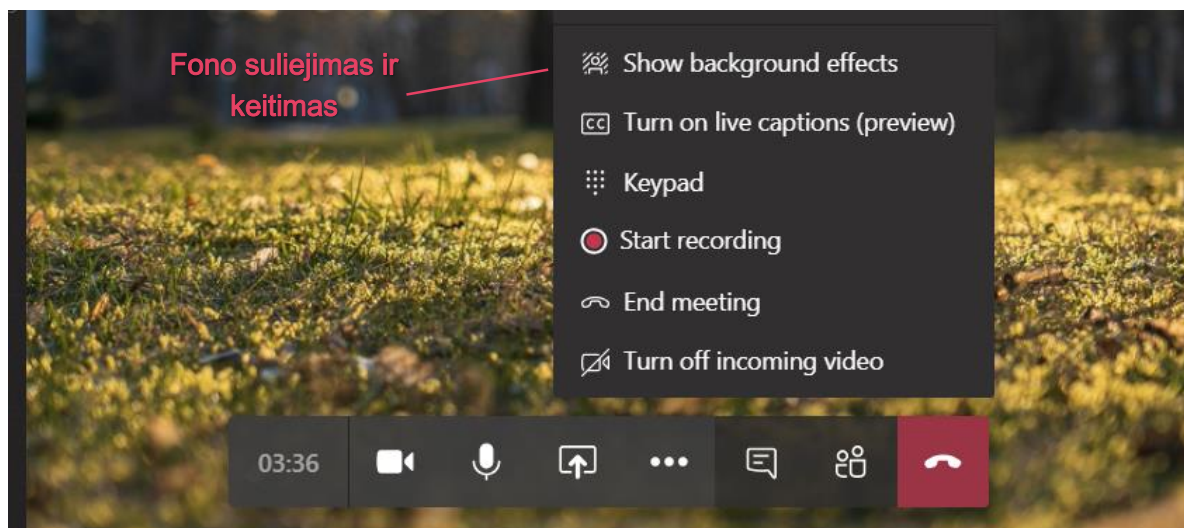 Fono suliejimas ir
keitimas
Show background effects
CC Turn on live captions (preview)
Keypad
Start recording
End meeting
Turn off incoming video
03:36